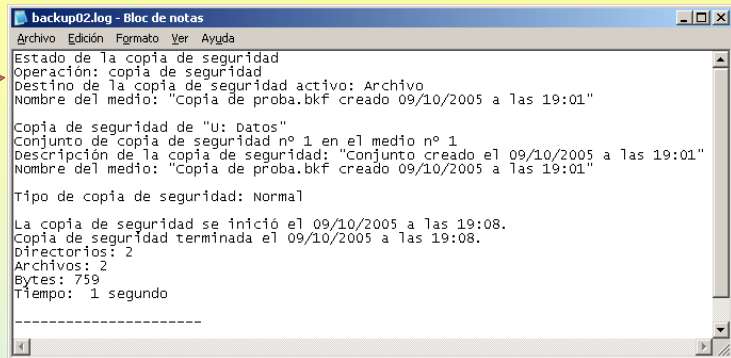 backup02.log - Bloc de notas
Archivo Edición Formato Ver Ayuda
Estado de la copia de seguridad
Operación: copia de seguridad
Destino de la copia de seguridad activo: Archivo
Nombre del medio: "Copia de proba.bkf creado 09/10/2005 a las 19:01"
Copia de seguridad de "U: Datos"
Conjunto de copia de seguridad nº 1 en el medio nº 1
Descripción de la copia de seguridad: "Conjunto creado el 09/10/2005 a las 19:01"
Nombre del medio: "Copia de proba.bkf creado 09/10/2005 a las 19:01"
Tipo de copia de seguridad: Normal
La copia de seguridad se inició el 09/10/2005 a las 19:08.
Copia de seguridad terminada el 09/10/2005 a las 19:08.
Directorios: 2
Archivos: 2
Bytes: 759
Tiempo:  1 segundo
----------------------